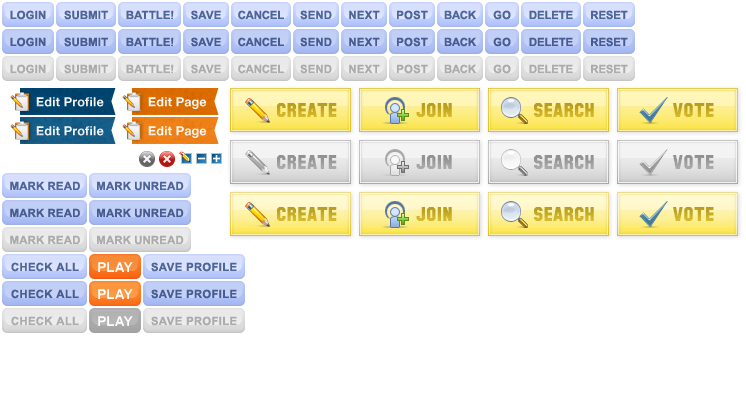 LOGIN SUBMIT BATTLE! SAVE CANCEL SEND NEXT POST BACK GO DELETE RESET
LOGIN SUBMIT BATTLE! SAVE CANCEL SEND NEXT POST BACK GO DELETE RESET
LOGIN SUBMIT BATTLE! SAVE CANCEL SEND NEXT POST BACK GO DELETE RESET
Edit Profile Edit Page
Edit Profile Edit Page
CREATE JOIN SEARCH VOTE
CREATE JOIN SEARCH VOTE
CREATE JOIN SEARCH VOTE
MARK READ MARK UNREAD
MARK READ MARK UNREAD
MARK READ MARK UNREAD
CHECK ALL PLAY SAVE PROFILE
CHECK ALL PLAY SAVE PROFILE
CHECK ALL PLAY SAVE PROFILE